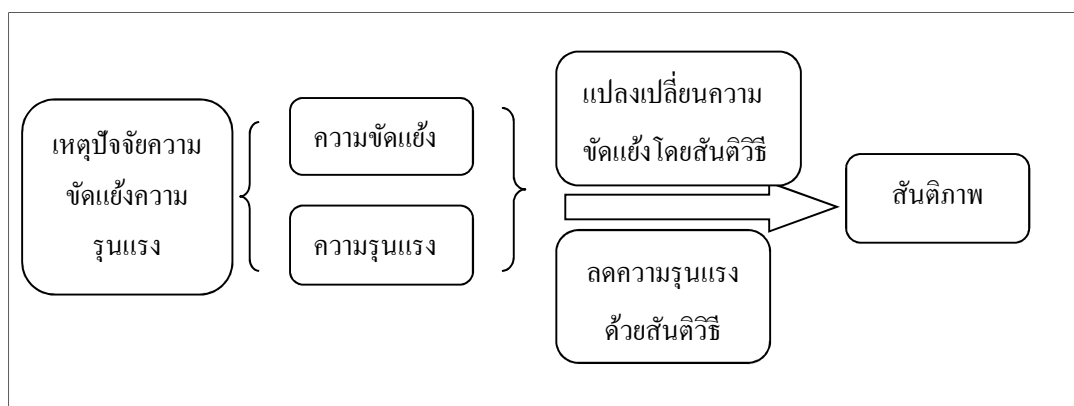 เหตุปัจจัยความ
ขัดแย้งความ
รุนแรง
ความขัดแย้ง
ความรุนแรง
แปลงเปลี่ยนความ
ขัดแย้งโดยสันติวิธี
ลดความรุนแรง
ด้วยสันติวิธี
สันติภาพ